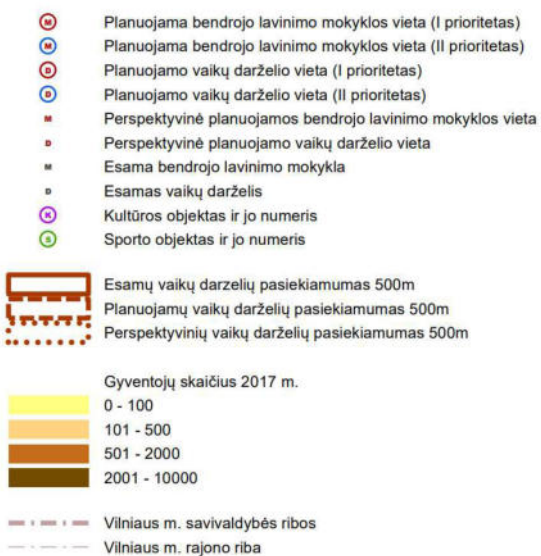 M Planuojama bendrojo lavinimo mokyklos vieta (I prioritetas)
M Planuojama bendrojo lavinimo mokyklos vieta (II prioritetas)
D Planuojamo vaikų darželio vieta (I prioritetas)
D Planuojamo vaikų darželio vieta (II prioritetas)
M Perspektyvinė planuojamos bendrojo lavinimo mokyklos vieta
D Perspektyvinė planuojamo vaikų darželio vieta
M Esama bendrojo lavinimo mokykla
D Esamas vaikų darželis
K Kultūros objektas ir jo numeris
S Sporto objektas ir jo numeris
Esamų vaikų darzelių pasiekiamumas 500m
Planuojamų vaikų darželių pasiekiamumas 500m
Perspektyvinių vaikų darželių pasiekiamumas 500m
Gyventojų skaičius 2017 m.
0 - 100
101 - 500
501 - 2000
2001 - 10000
Vilniaus m. savivaldybės ribos
Vilniaus m. rajono riba